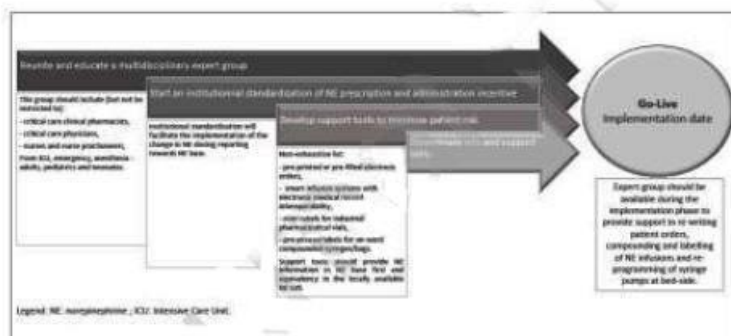 Reunite and educate a multidisciplinary expert group
This group should include (but not be
restricted to):
- critical care clinical pharmacists,
- critical care physicians,
- nurses and nurse practitioners,
From ICU, emergency, anesthesia -
adults, pediatrics and neonates
Start an institutionnal standardisation of NE prescription and administration incentive
Institutional standardisation will
facilitate the implementation of the
change in NE dosing reporting
towards NE base.
Develop support tools to minimise patient risk
Non-exhaustive list:
- pre-printed or pre-filled electronic
orders,
- smart infusion systems with
electronic medical record
interoperability,
labels for industrial
pharmaceutical vials,
labels for on-ward
compounded syringes/bags.
Support tools should provide NE
information in NE base first and
equivalency in the locally available
NE salt.
and support
Go-Live
Implementation date
Expert group should be
available during the
implementation phase to
provide support to re-writing
patient orders,
compounding and labelling
of NE infusions and re-
programming of syringe
pumps at bed-side.
Legend: NE: norepinephrine ; ICU: Intensive Care Unit.